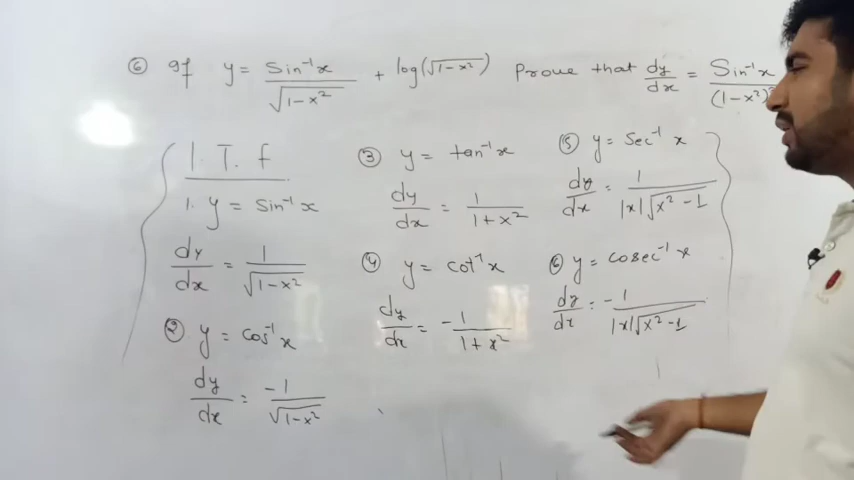 ⑥ If y = Sin⁻¹x / √(1-x²) + log(√(1-x²)) Prove that dy/dx = Sin⁻¹x / (1-x²)
I. T. f
1. y = Sin⁻¹x
dy/dx = 1/√(1-x²)
② y = cos⁻¹x
dy/dx = -1/√(1-x²)
③ y = tan⁻¹x
dy/dx = 1/(1+x²)
④ y = cot⁻¹x
dy/dx = -1/(1+x²)
⑤ y = Sec⁻¹x
dy/dx = 1/(|x|√(x²-1))
⑥ y = cosec⁻¹x
dy/dx = -1/(|x|√(x²-1))